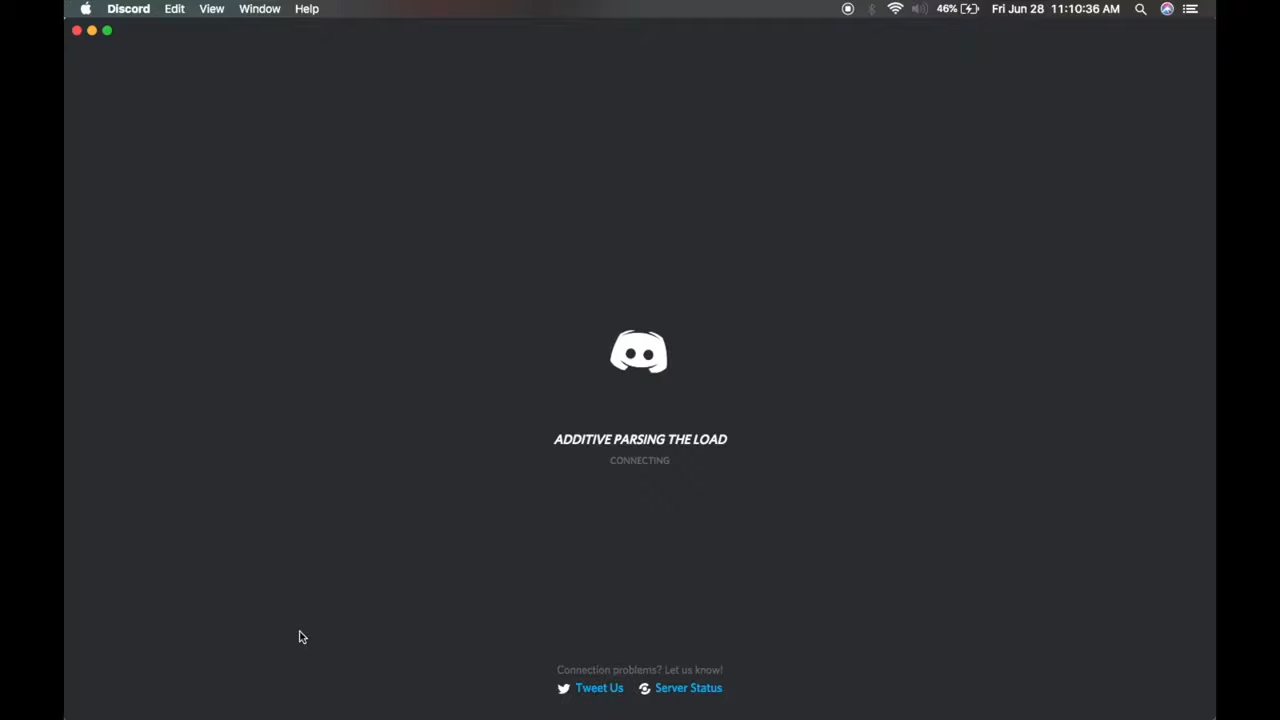 Discord Edit View Window Help 46% Fri Jun 28 11:10:36 AM
ADDITIVE PARSING THE LOAD
CONNECTING
Connection problems? Let us know!
Tweet Us Server Status